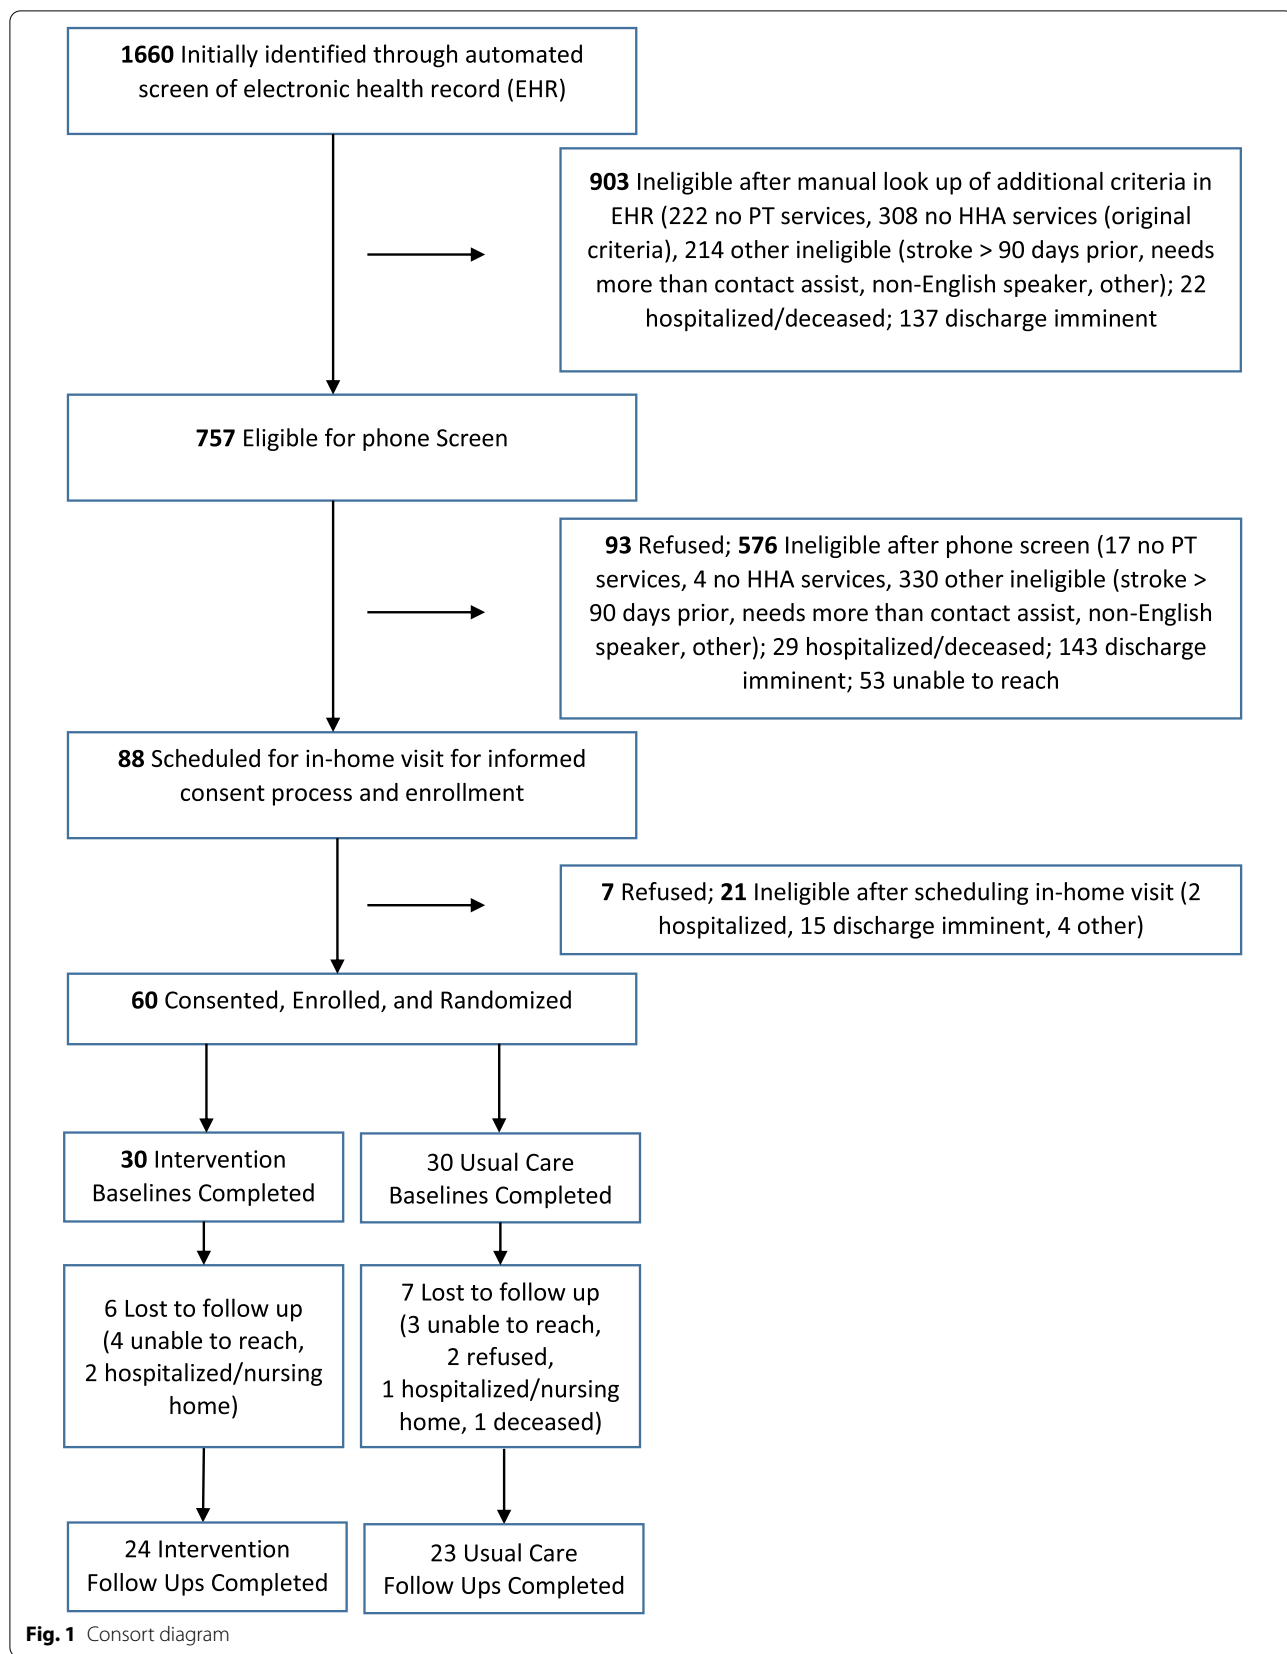 1660 Initially identified through automated
screen of electronic health record (EHR)
903 Ineligible after manual look up of additional criteria in
EHR (222 no PT services, 308 no HHA services (original
criteria), 214 other ineligible (stroke > 90 days prior, needs
more than contact assist, non-English speaker, other); 22
hospitalized/deceased; 137 discharge imminent
757 Eligible for phone Screen
93 Refused; 576 Ineligible after phone screen (17 no PT
services, 4 no HHA services, 330 other ineligible (stroke >
90 days prior, needs more than contact assist, non-English
speaker, other); 29 hospitalized/deceased; 143 discharge
imminent; 53 unable to reach
88 Scheduled for in-home visit for informed
consent process and enrollment
7 Refused; 21 Ineligible after scheduling in-home visit (2
hospitalized, 15 discharge imminent, 4 other)
60 Consented, Enrolled, and Randomized
30 Intervention
Baselines Completed
30 Usual Care
Baselines Completed
6 Lost to follow up
(4 unable to reach,
2 hospitalized/nursing
home)
7 Lost to follow up
(3 unable to reach,
2 refused,
1 hospitalized/nursing
home, 1 deceased)
24 Intervention
Follow Ups Completed
23 Usual Care
Follow Ups Completed
Fig. 1 Consort diagram